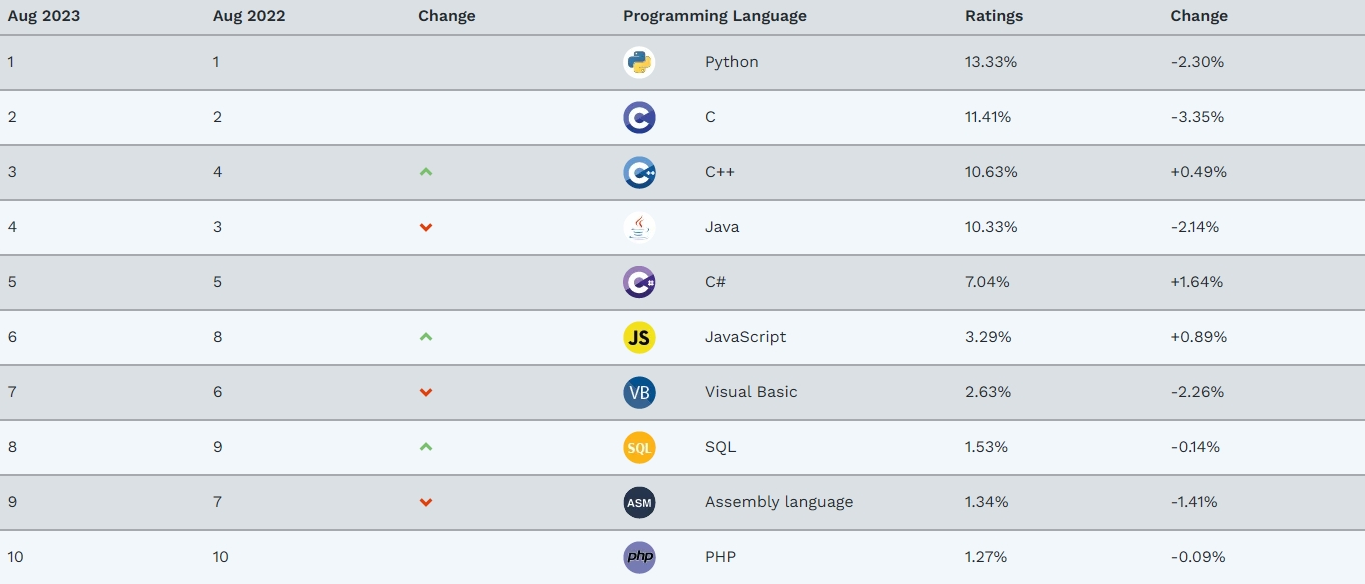 Aug 2023 Aug 2022 Change Programming Language Ratings Change
1 1 Python 13.33% -2.30%
2 2 C C 11.41% -3.35%
3 4 C++ C++ 10.63% +0.49%
4 3 Java 10.33% -2.14%
5 5 C# C# 7.04% +1.64%
6 8 JS JavaScript 3.29% +0.89%
7 6 VB Visual Basic 2.63% -2.26%
8 9 SQL SQL 1.53% -0.14%
9 7 ASM Assembly language 1.34% -1.41%
10 10 php PHP 1.27% -0.09%